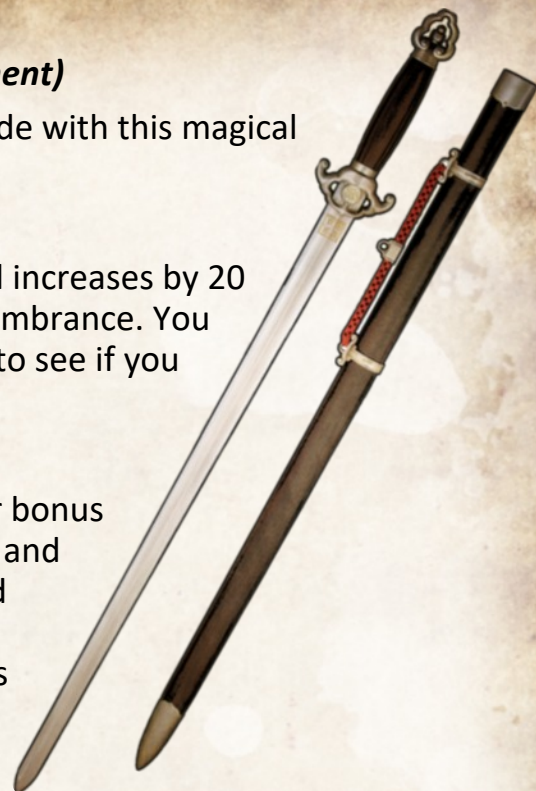 ent)
de with this magical
l increases by 20
mbrance. You
to see if you
r bonus
and
d
s